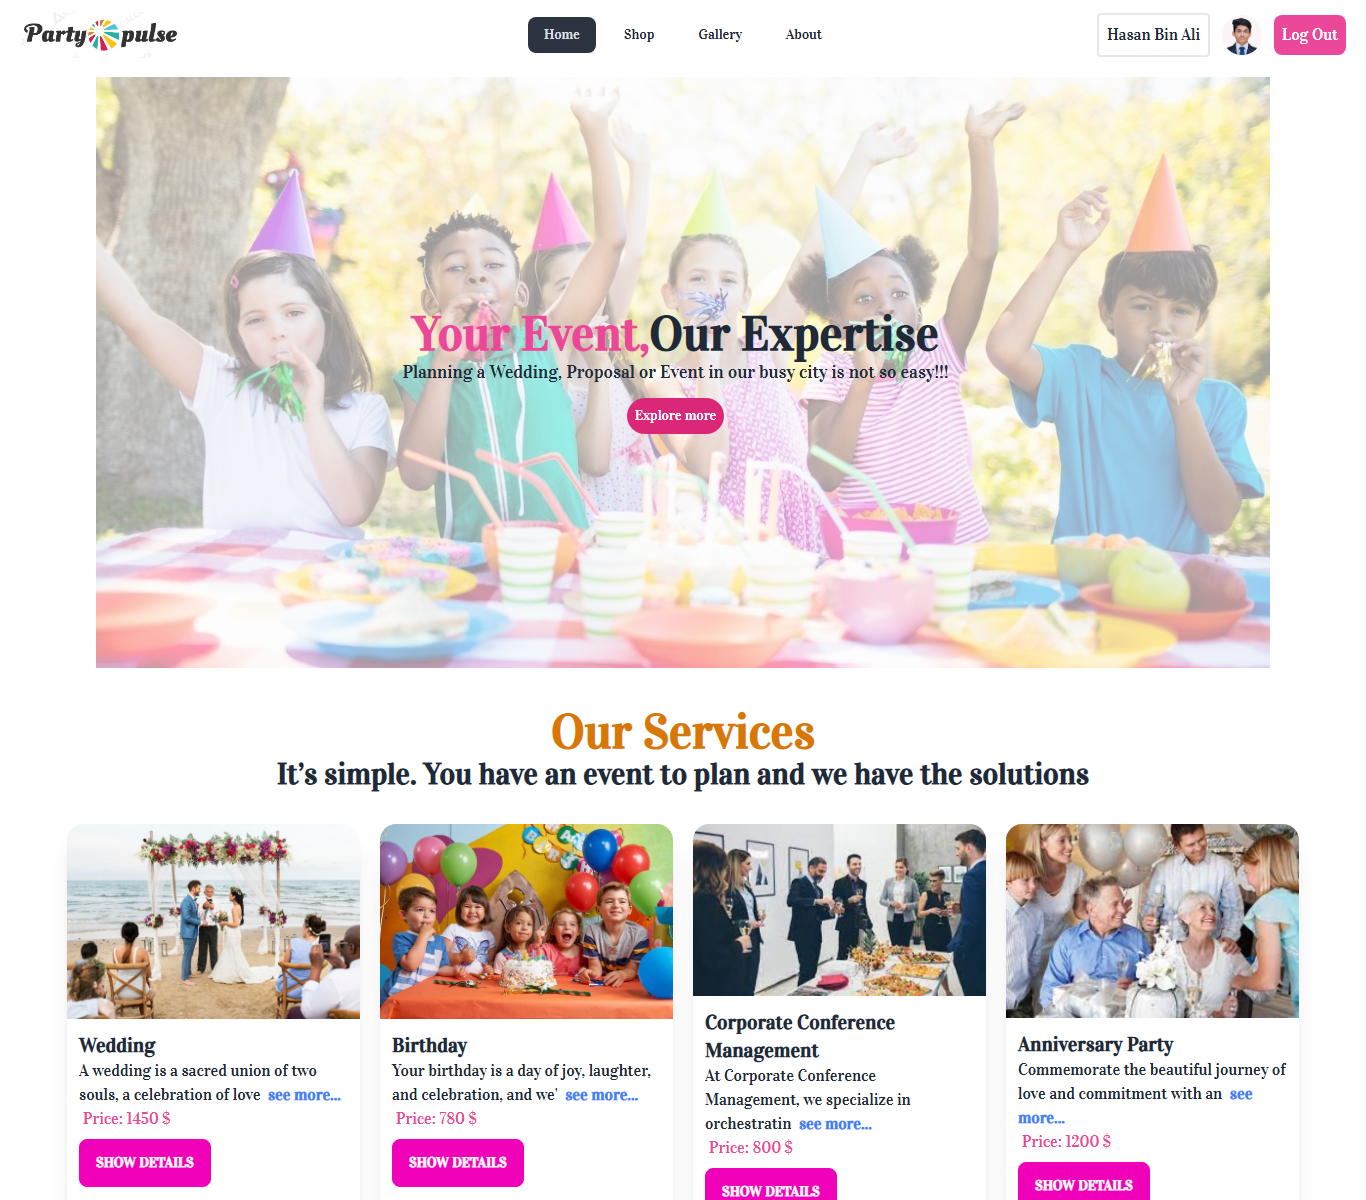 Party pulse
Home
Shop
Gallery
About
Hasan Bin Ali
Log Out
Your Event,Our Expertise
Planning a Wedding, Proposal or Event in our busy city is not so easy!!!
Explore more
Our Services
It’s simple. You have an event to plan and we have the solutions
Wedding
A wedding is a sacred union of two
souls, a celebration of love see more...
Price: 1450 $
SHOW DETAILS
Birthday
Your birthday is a day of joy, laughter,
and celebration, and we' see more...
Price: 780 $
SHOW DETAILS
Corporate Conference
Management
At Corporate Conference
Management, we specialize in
orchestratin see more...
Price: 800 $
SHOW DETAILS
Anniversary Party
Commemorate the beautiful journey of
love and commitment with an see
more...
Price: 1200 $
SHOW DETAILS